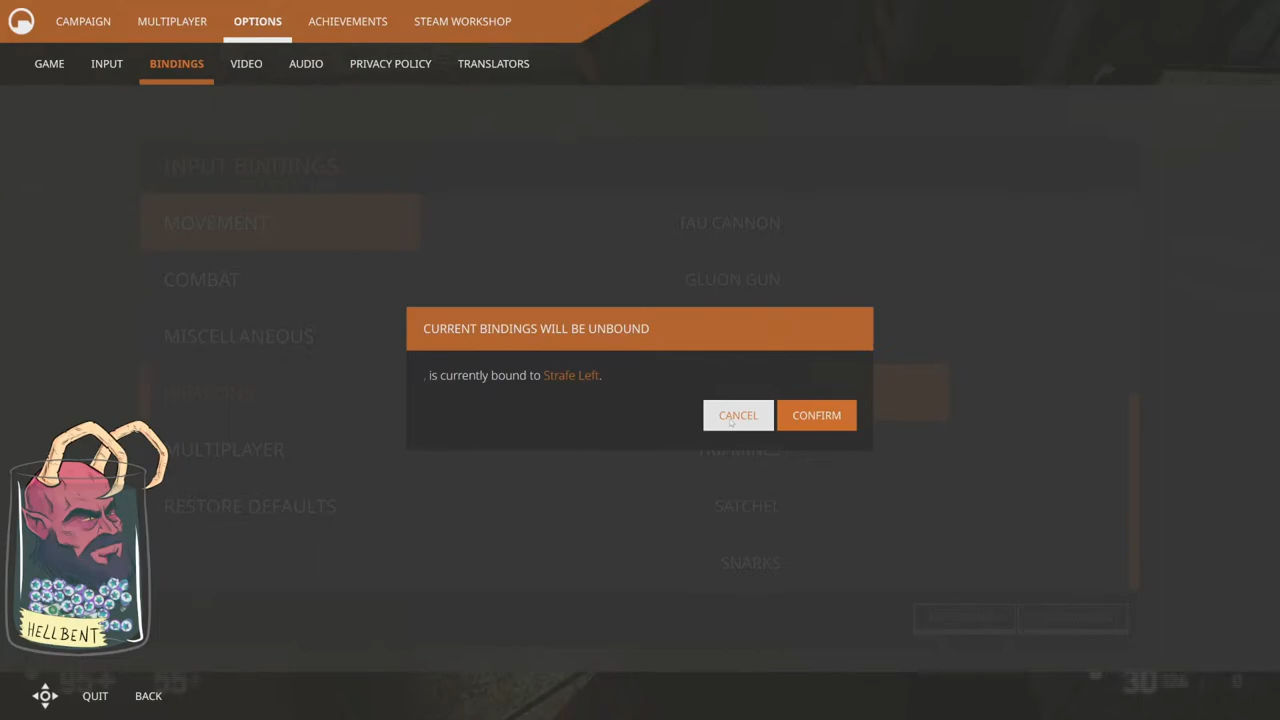 CAMPAIGN MULTIPLAYER OPTIONS ACHIEVEMENTS STEAM WORKSHOP
GAME INPUT BINDINGS VIDEO AUDIO PRIVACY POLICY TRANSLATORS
INPUT BINDINGS
MOVEMENT TAU CANNON
COMBAT GLUON GUN
CURRENT BINDINGS WILL BE UNBOUND
MISCELLANEOUS
, is currently bound to Strafe Left.
CANCEL CONFIRM
MULTIPLAYER
RESTORE DEFAULTS SATCHEL
SNARKS
HELLBENT
QUIT BACK
30